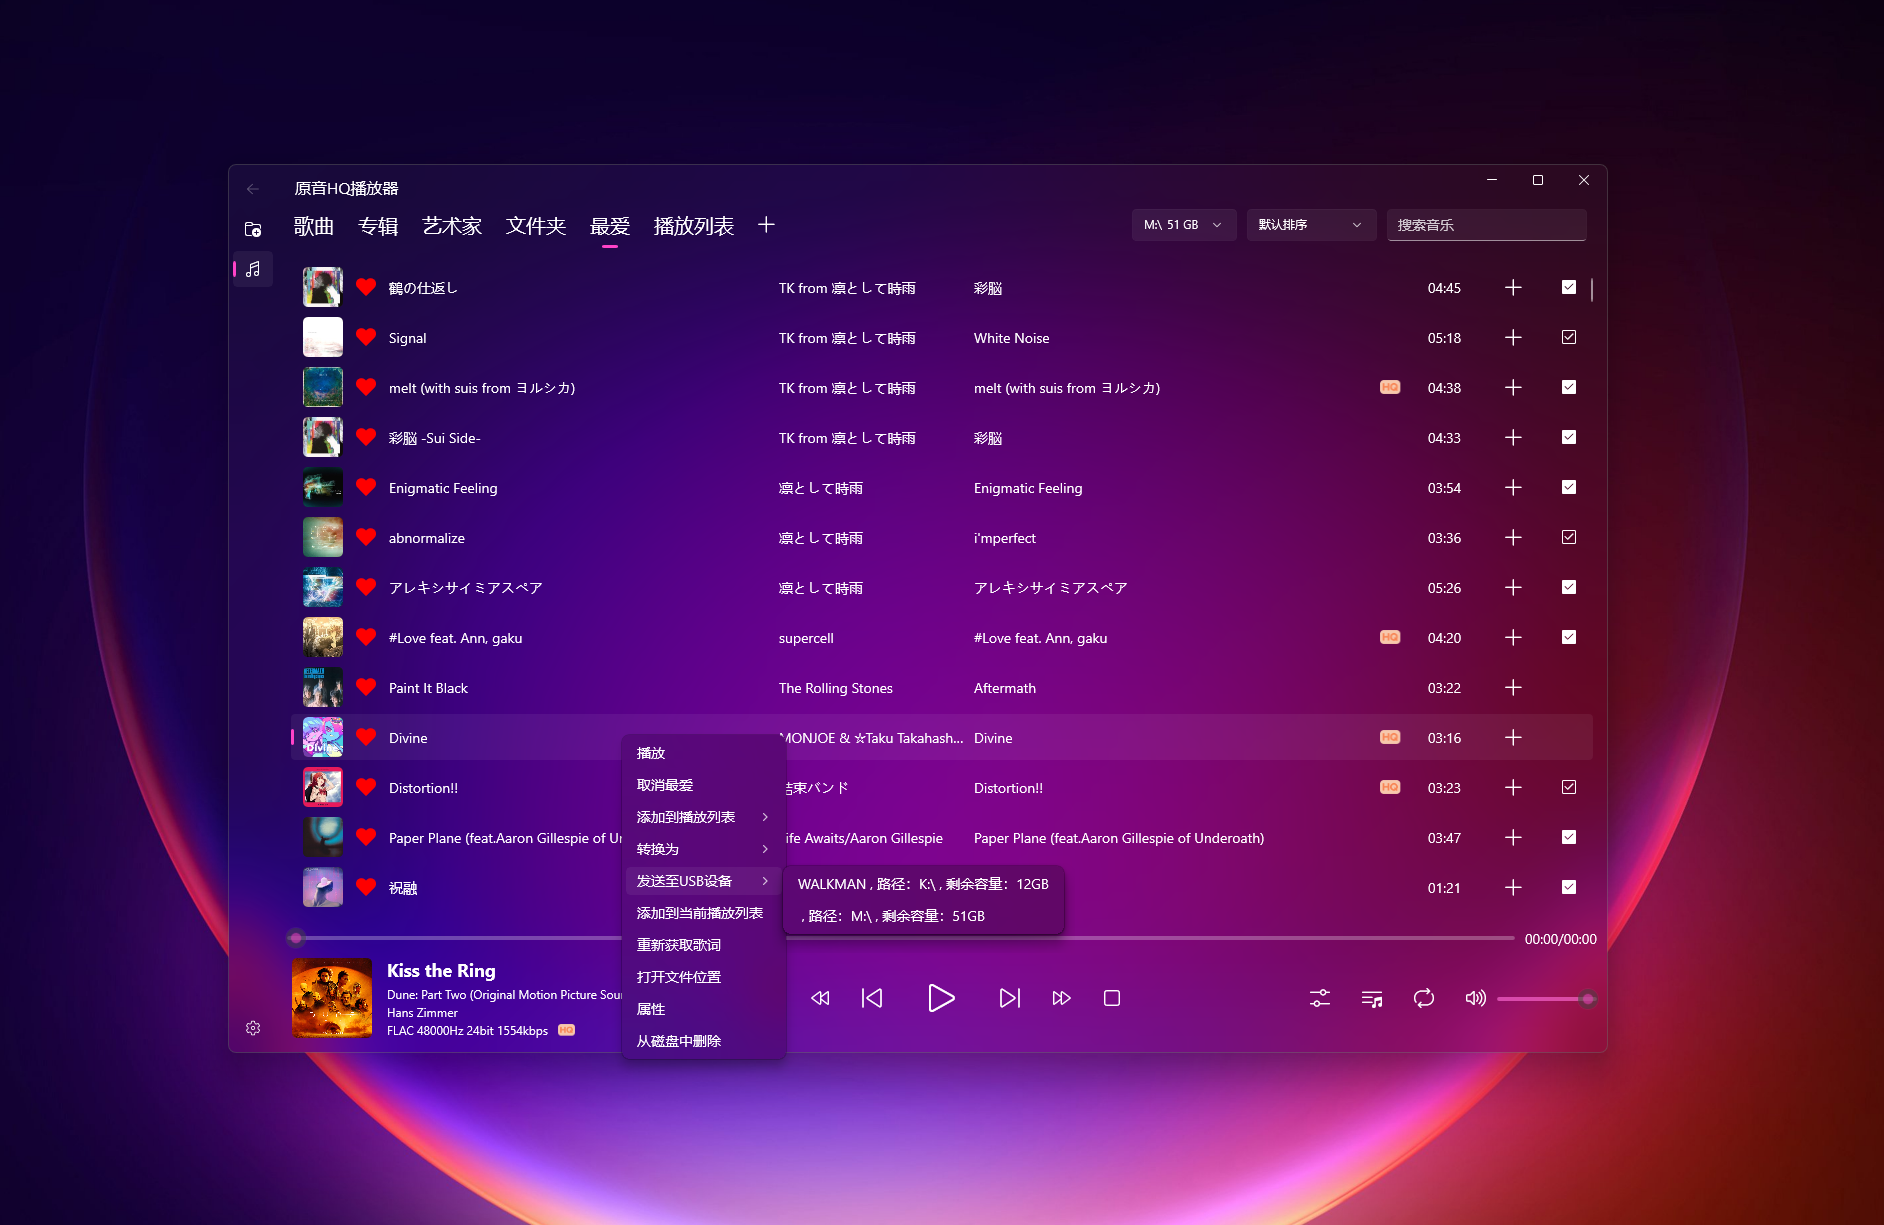 原音HQ播放器
歌曲 专辑 艺术家 文件夹 最爱 播放列表
M:\ 51 GB 默认排序 搜索音乐
鶴の仕返し TK from 凛として時雨 彩脳 04:45
Signal TK from 凛として時雨 White Noise 05:18
melt (with suis from ヨルシカ) TK from 凛として時雨 melt (with suis from ヨルシカ) HQ 04:38
彩脳 -Sui Side- TK from 凛として時雨 彩脳 04:33
Enigmatic Feeling 凛として時雨 Enigmatic Feeling 03:54
abnormalize 凛として時雨 i'mperfect 03:36
アレキシサイミアスペア 凛として時雨 アレキシサイミアスペア 05:26
#Love feat. Ann, gaku supercell #Love feat. Ann, gaku HQ 04:20
Paint It Black The Rolling Stones Aftermath 03:22
Divine MONJOE & ☆Taku Takahash... Divine HQ 03:16
Distortion!! 結束バンド Distortion!! HQ 03:23
Paper Plane (feat.Aaron Gillespie of Awaits/Aaron Gillespie Paper Plane (feat.Aaron Gillespie of Underoath) 03:47
祝融 01:21
播放
取消最爱
添加到播放列表
转换为
发送至USB设备
添加到当前播放列表
重新获取歌词
打开文件位置
属性
从磁盘中删除
WALKMAN , 路径：K:\ , 剩余容量：12GB
, 路径：M:\ , 剩余容量：51GB
00:00/00:00
Kiss the Ring
Dune: Part Two (Original Motion Picture
Hans Zimmer
FLAC 48000Hz 24bit 1554kbps HQ